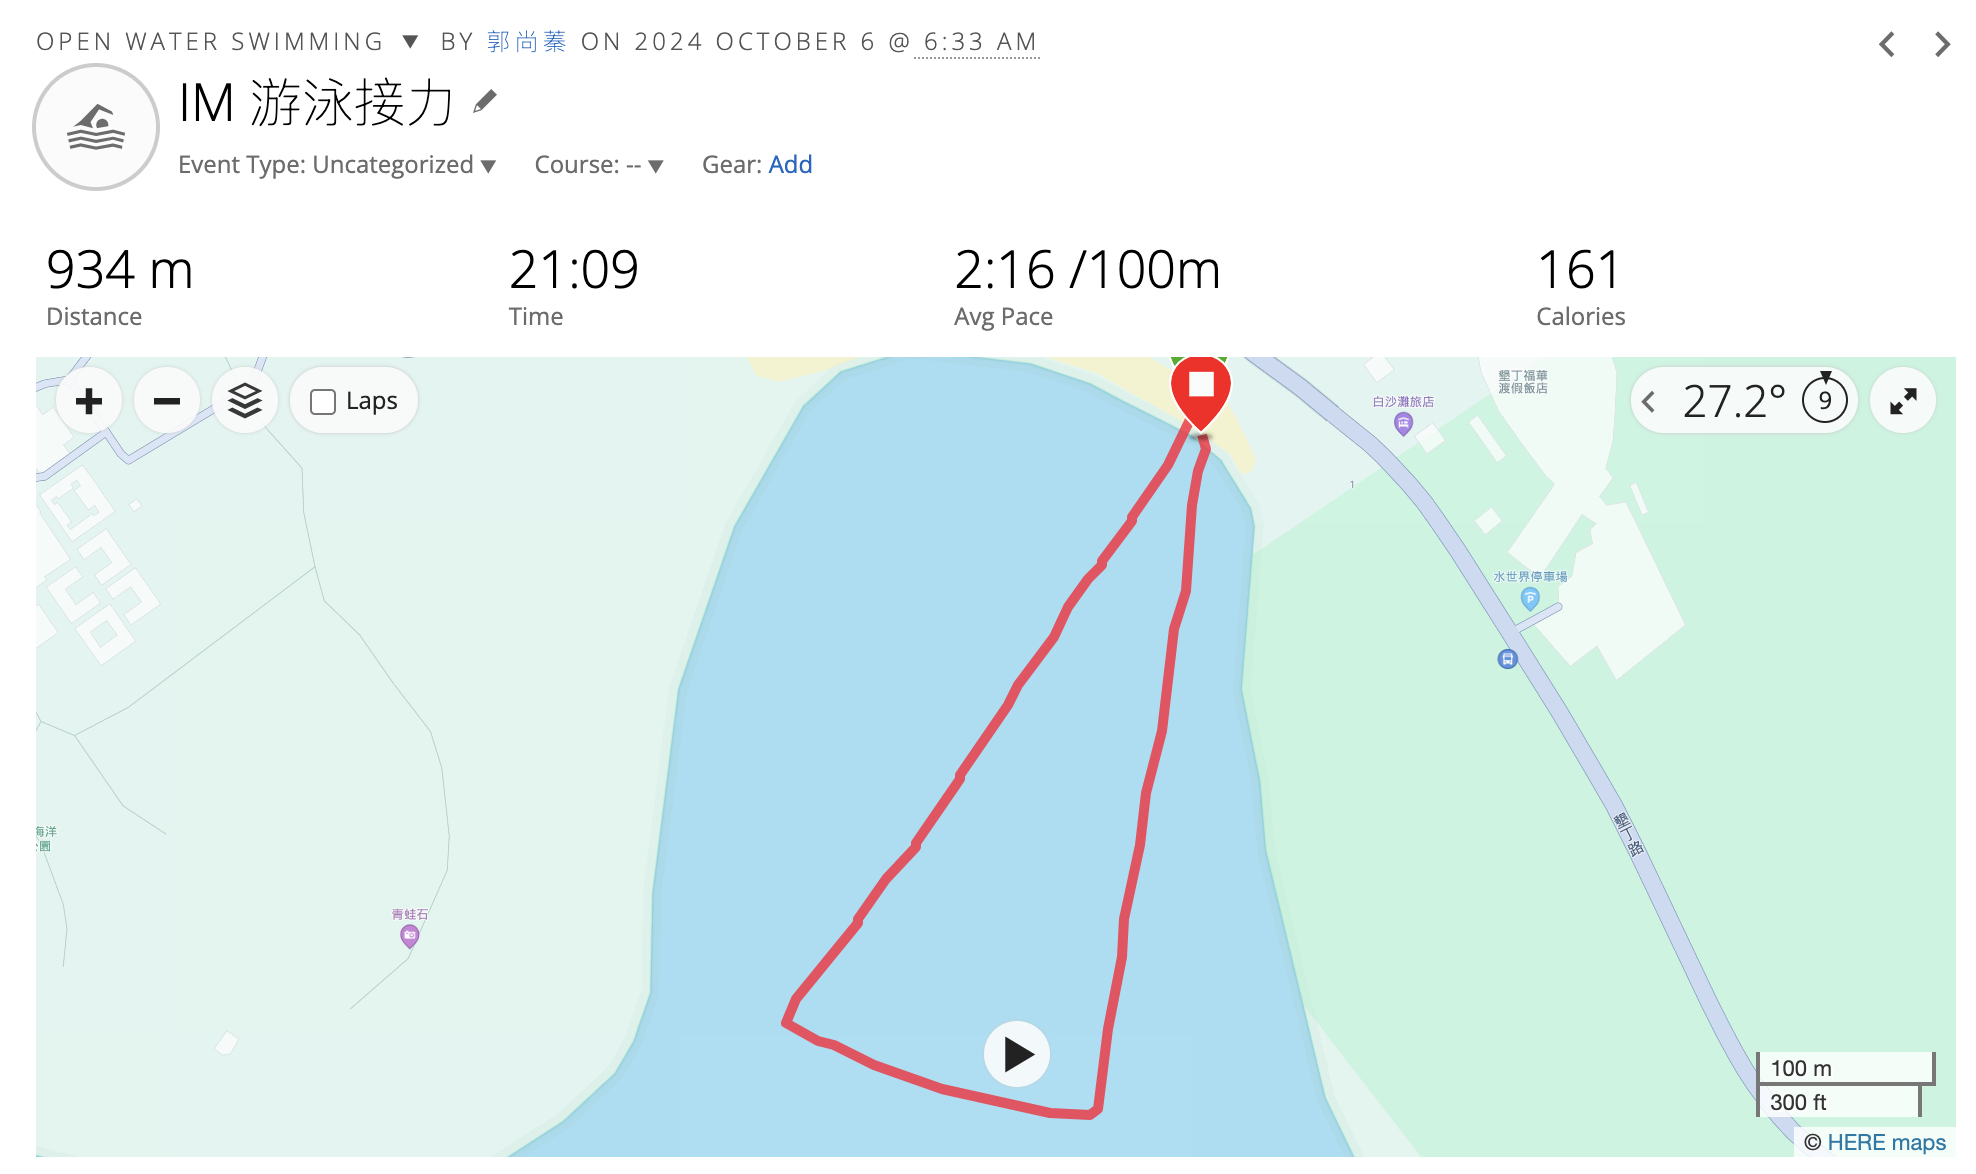 OPEN WATER SWIMMING ▼ BY 郭尚蓁 ON 2024 OCTOBER 6 @ 6:33 AM
IM 游泳接力
Event Type: Uncategorized ▼ Course: -- ▼ Gear: Add
934 m
Distance
21:09
Time
2:16 /100m
Avg Pace
161
Calories
Laps
27.2°
9
墾丁福華
渡假飯店
白沙灘旅店
1
水世界停車場
P
墾丁路
海洋
公園
青蛙石
100 m
300 ft
© HERE maps